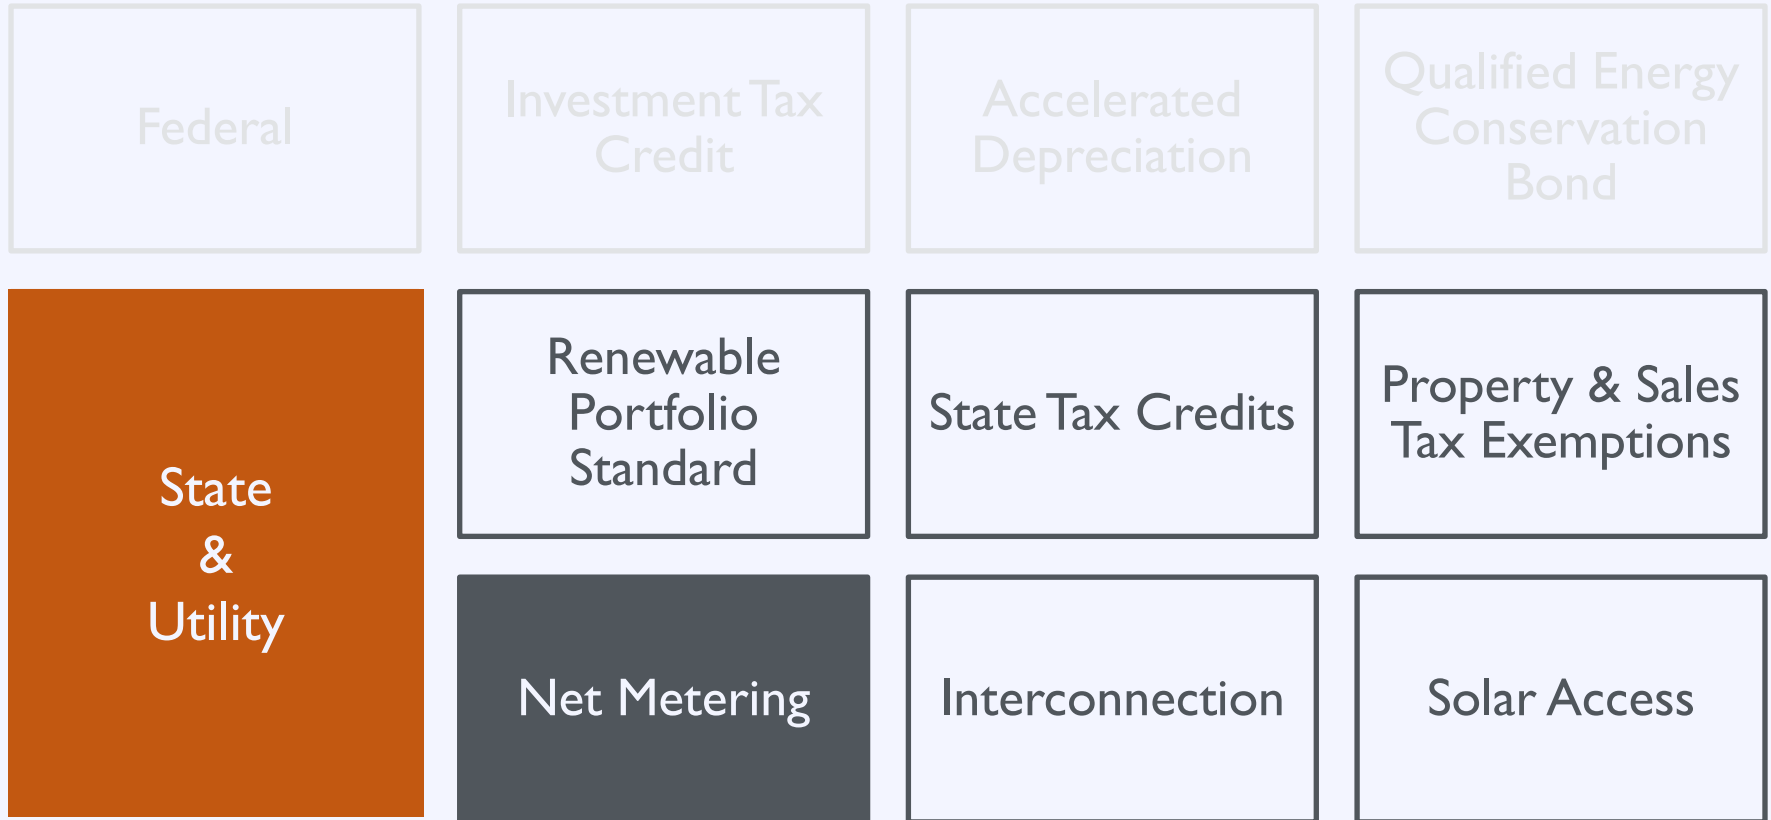 Federal
Investment Tax
Credit
Accelerated
Depreciation
Qualified Energy
Conservation
Bond
State
&
Utility
Renewable
Portfolio
Standard
State Tax Credits
Property & Sales
Tax Exemptions
Net Metering
Interconnection
Solar Access